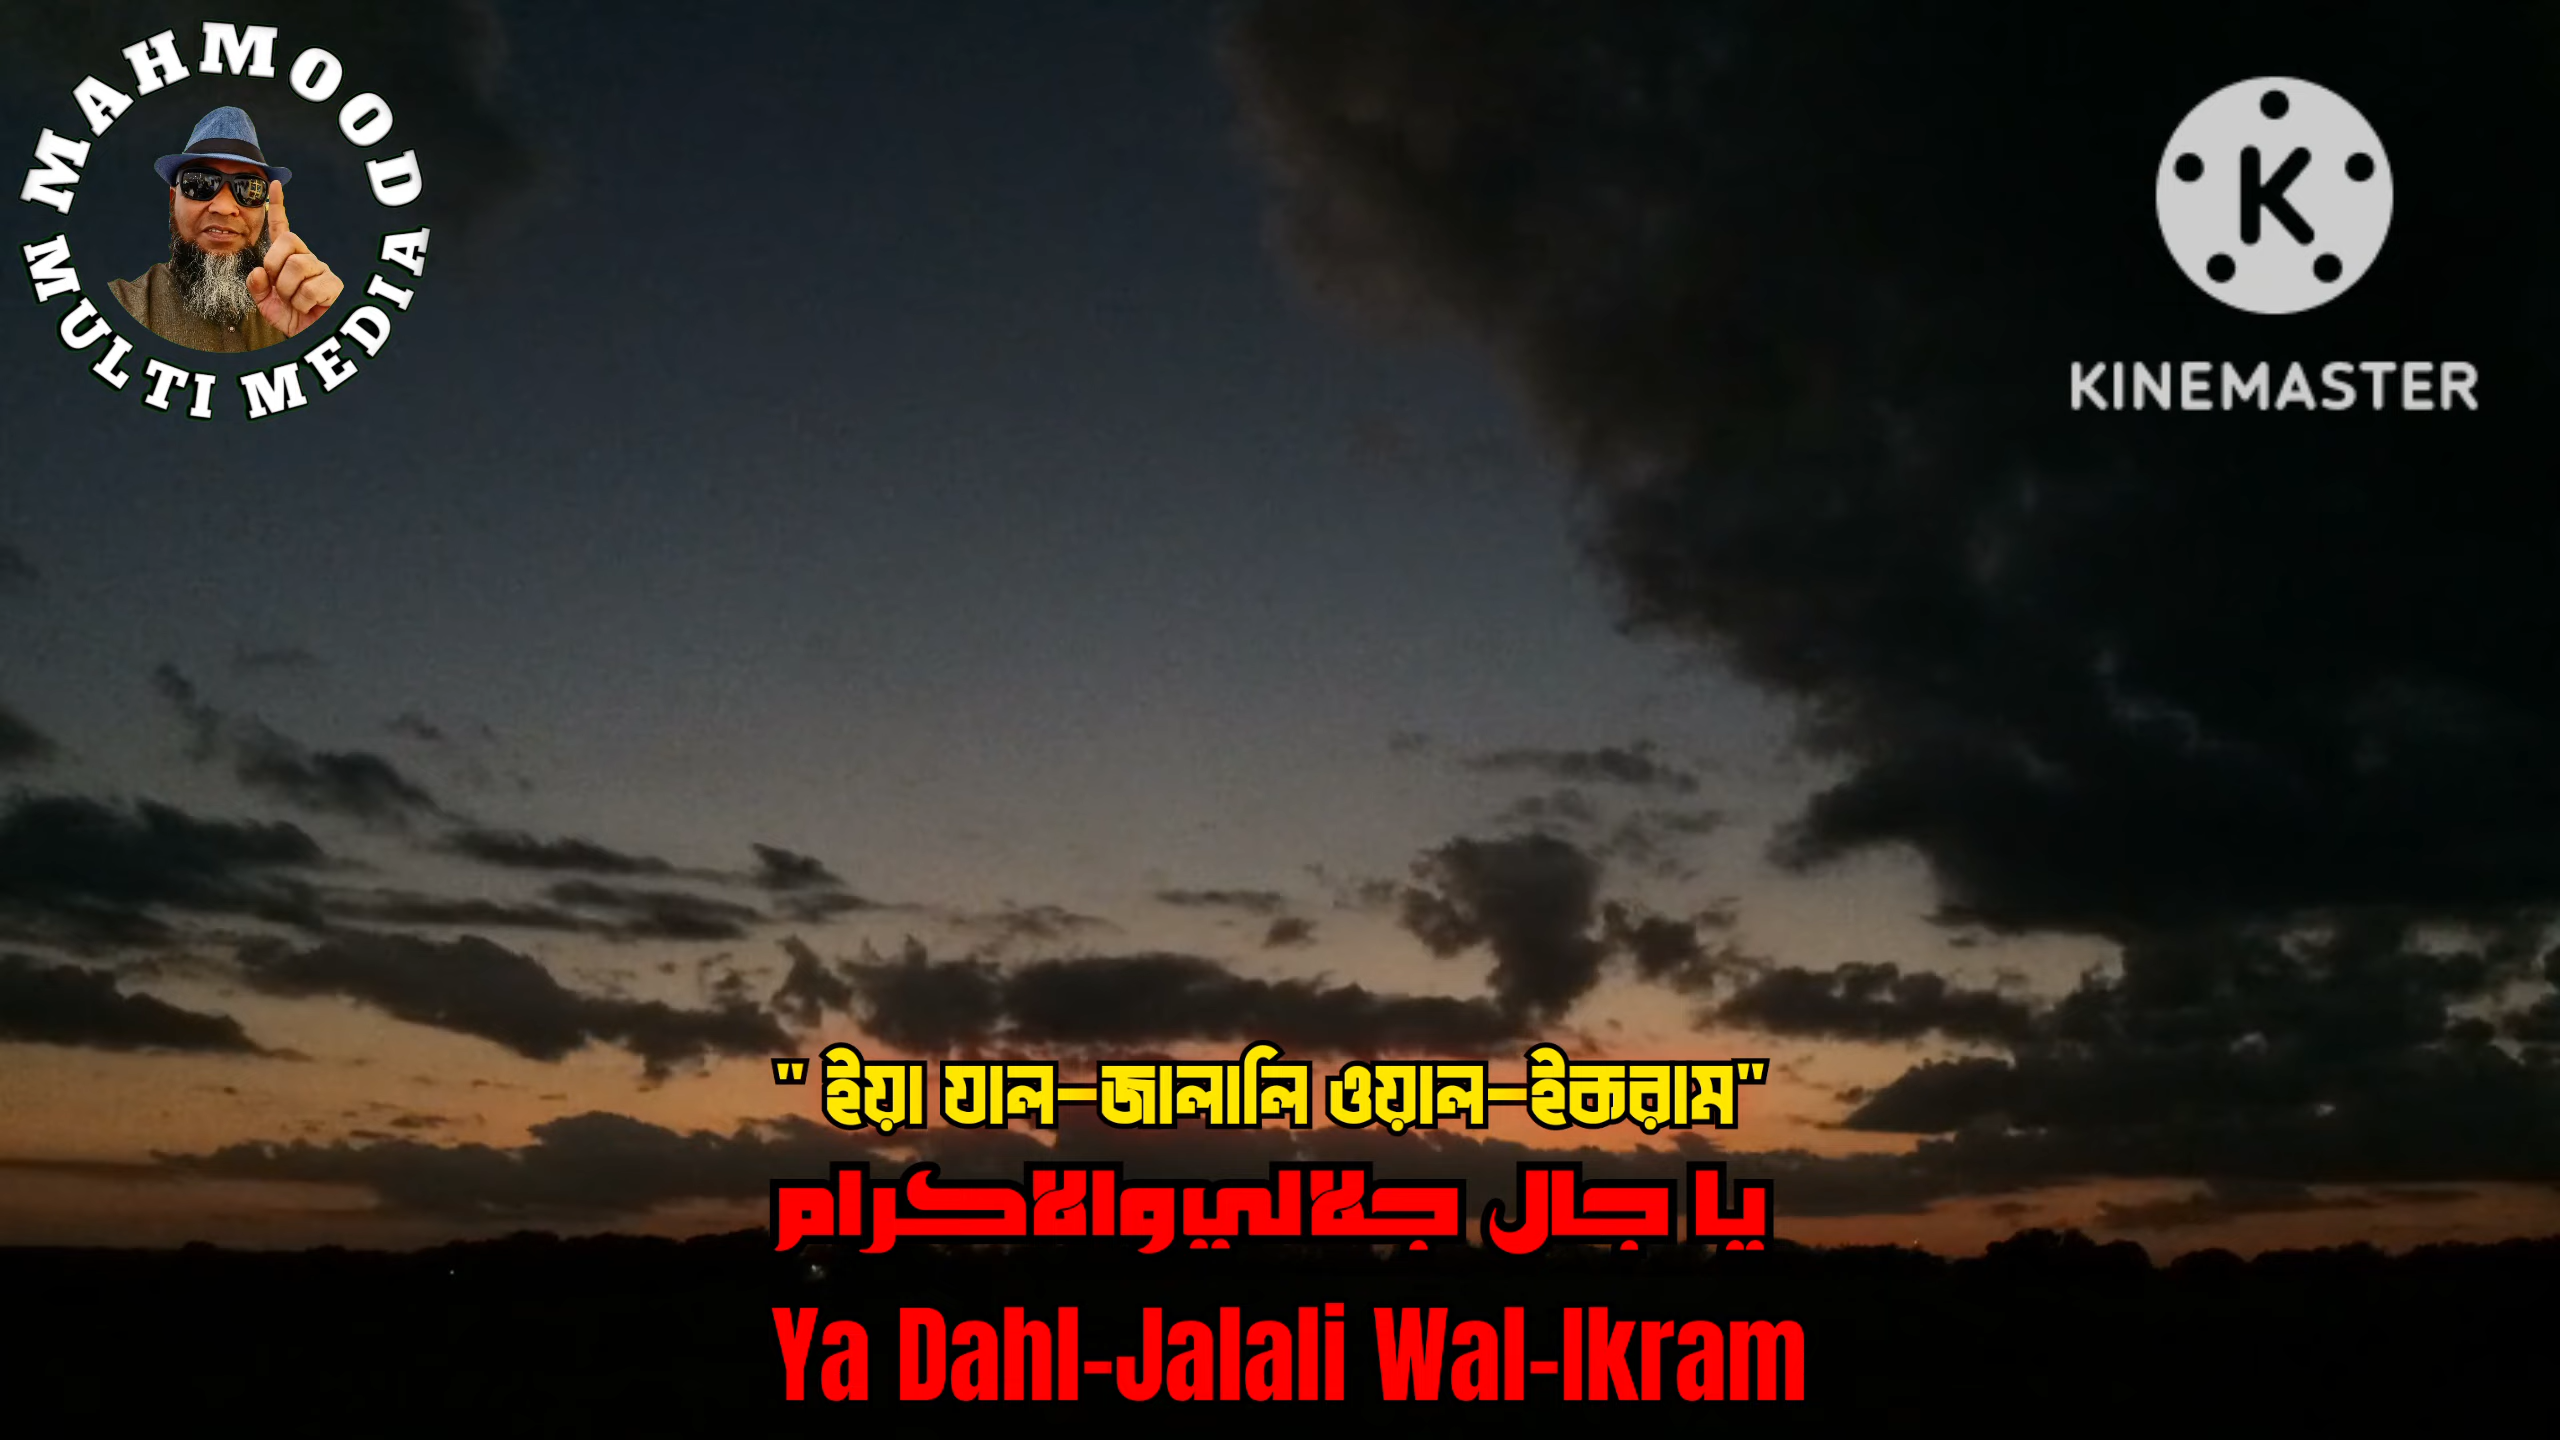 MAHMOOD
MULTI MEDIA
K
KINEMASTER
" ইয়া যাল-জালালি ওয়াল-ইকরাম"
يا جال جلالي والاكرام
Ya Dahl-Jalali Wal-Ikram